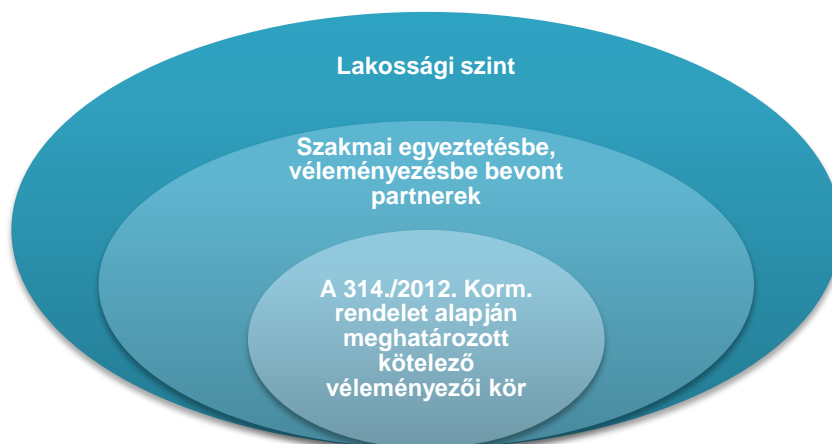 Lakossági szint
Szakmai egyeztetésbe,
véleményezésbe bevont
partnerek
A 314./2012. Korm.
rendelet alapján
meghatározott
kötelező
véleményezői kör